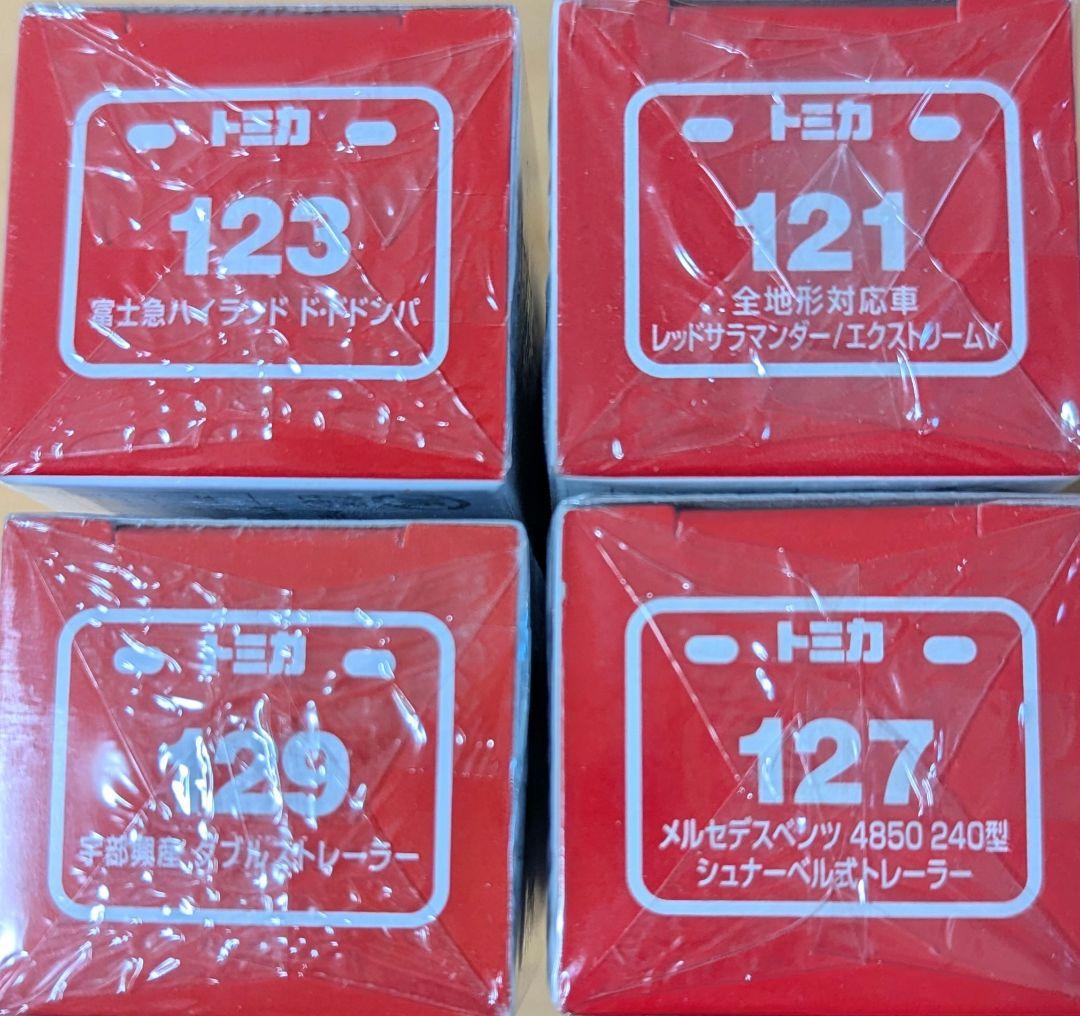 トミカ
123
富士急ハイランド ド・ドドンパ
トミカ
121
全地形対応車
レッドサラマンダー/エクストリームV
トミカ
129
宇部興産 ダブルストレーラー
トミカ
127
メルセデスベンツ 4850 240型
シュナーベル式トレーラー